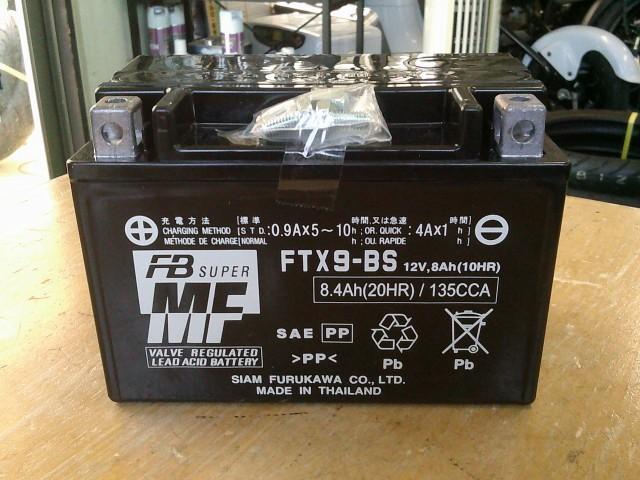 充電方法 [標準 時間,又は急速 時間]
CHARGING METHOD [S T D. :0.9A×5~10h ; OR. QUICK : 4A×1h ]
MÉTHODE DE CHARGE[NORMAL h ; OU. RAPIDE h ]
FB SUPER
MF
VALVE REGULATED
LEAD ACID BATTERY
FTX9-BS 12V,8Ah(10HR)
8.4Ah(20HR) / 135CCA
SAE PP
>PP<
Pb
Pb
SIAM FURUKAWA CO., LTD.
MADE IN THAILAND